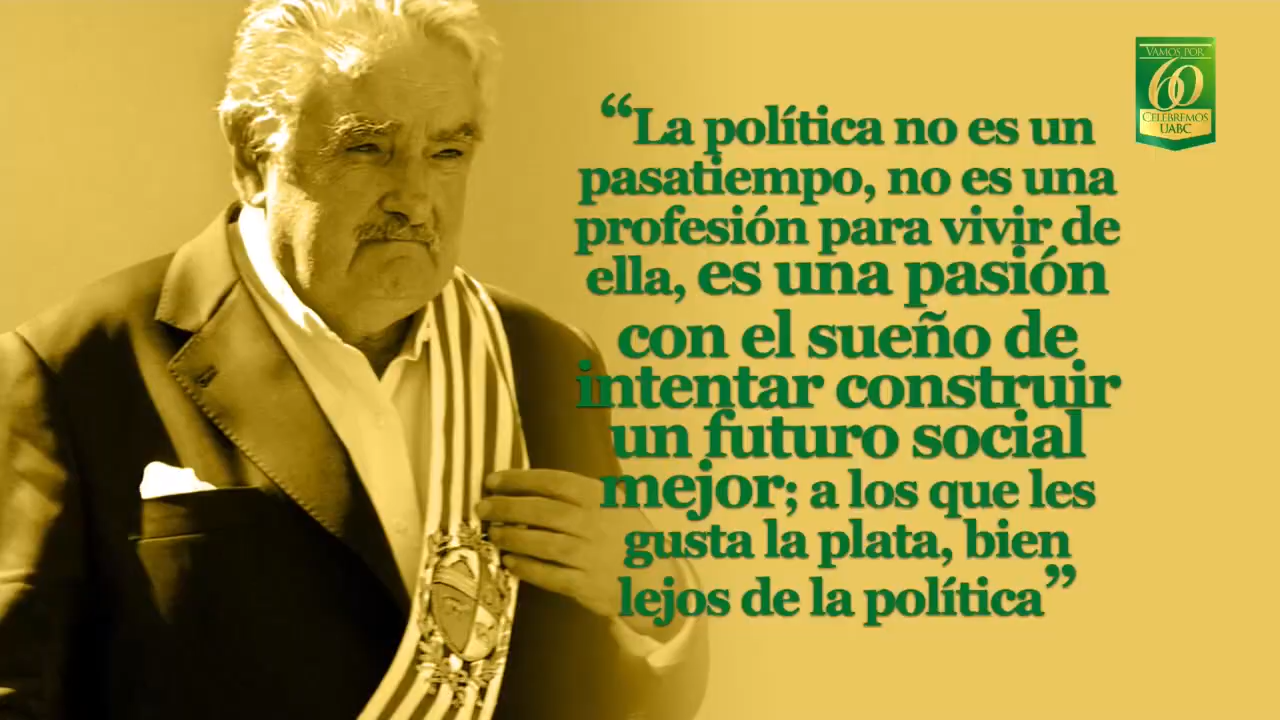 “La política no es un
pasatiempo, no es una
profesión para vivir de
ella, es una pasión
con el sueño de
intentar construir
un futuro social
mejor; a los que les
gusta la plata, bien
lejos de la política”
VAMOS POR
60
CELEBREMOS
UABC